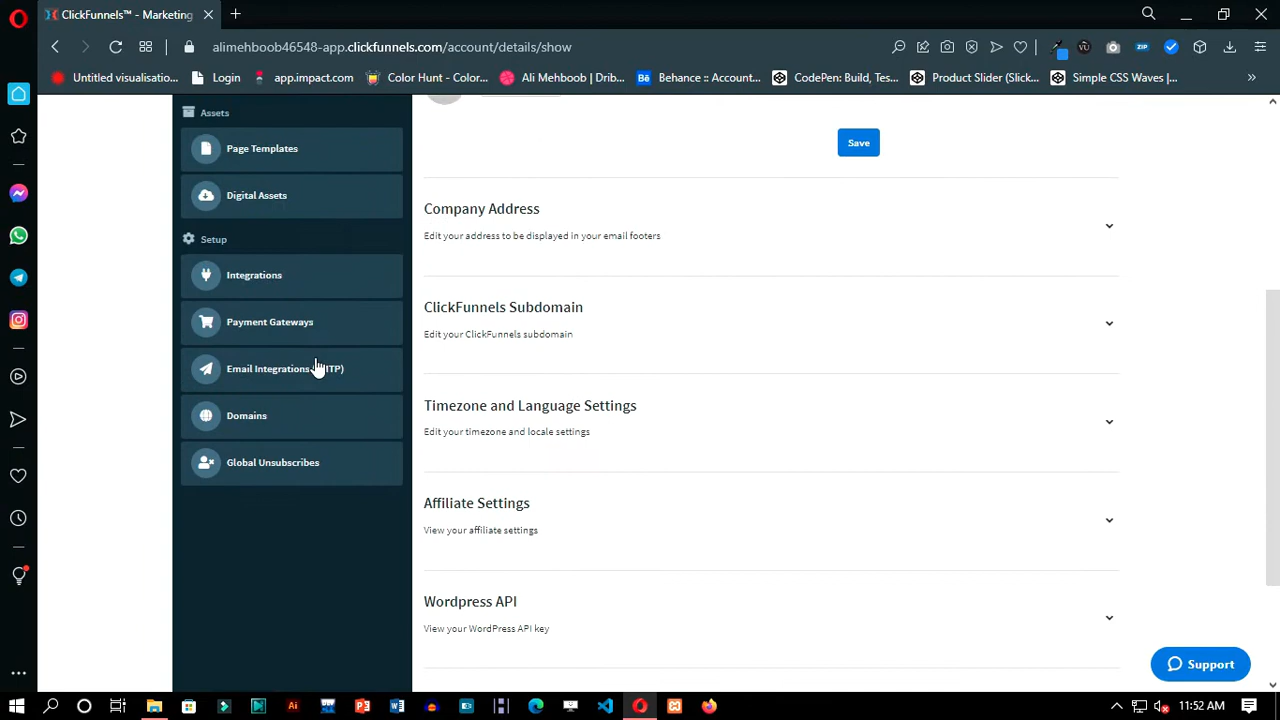 ClickFunnels™ - Marketing
alimehboob46548-app.clickfunnels.com/account/details/show
ZIP
Untitled visualisatio...
Login
app.impact.com
Color Hunt - Color...
Ali Mehboob | Drib...
Bē
Behance :: Account...
CodePen: Build, Tes...
Product Slider (Slick...
Simple CSS Waves |...
Assets
Page Templates
Digital Assets
Setup
Integrations
Payment Gateways
Email Integrations
Domains
Global Unsubscribes
Save
Company Address
Edit your address to be displayed in your email footers
ClickFunnels Subdomain
Edit your ClickFunnels subdomain
Timezone and Language Settings
Edit your timezone and locale settings
Affiliate Settings
View your affiliate settings
Wordpress API
View your WordPress API key
Support
11:52 AM